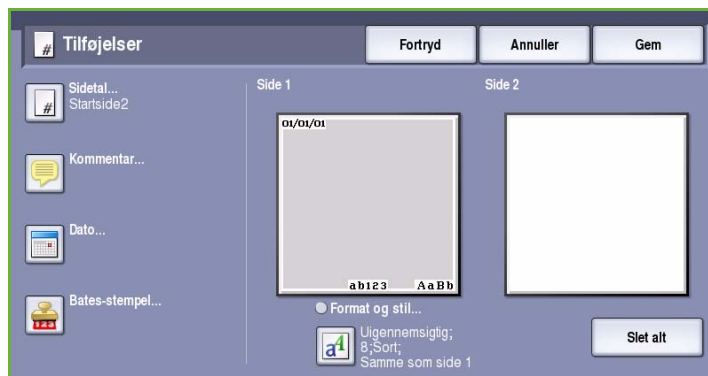 Tilføjelser
Fortryd
Annuller
Gem
Sidetal...
Startside2
Kommentar...
Dato...
Bates-stempel...
Side 1
Side 2
01/01/01
ab123 AaBb
Format og stil...
Uigennemsigtig;
8;Sort;
Samme som side 1
Slet alt